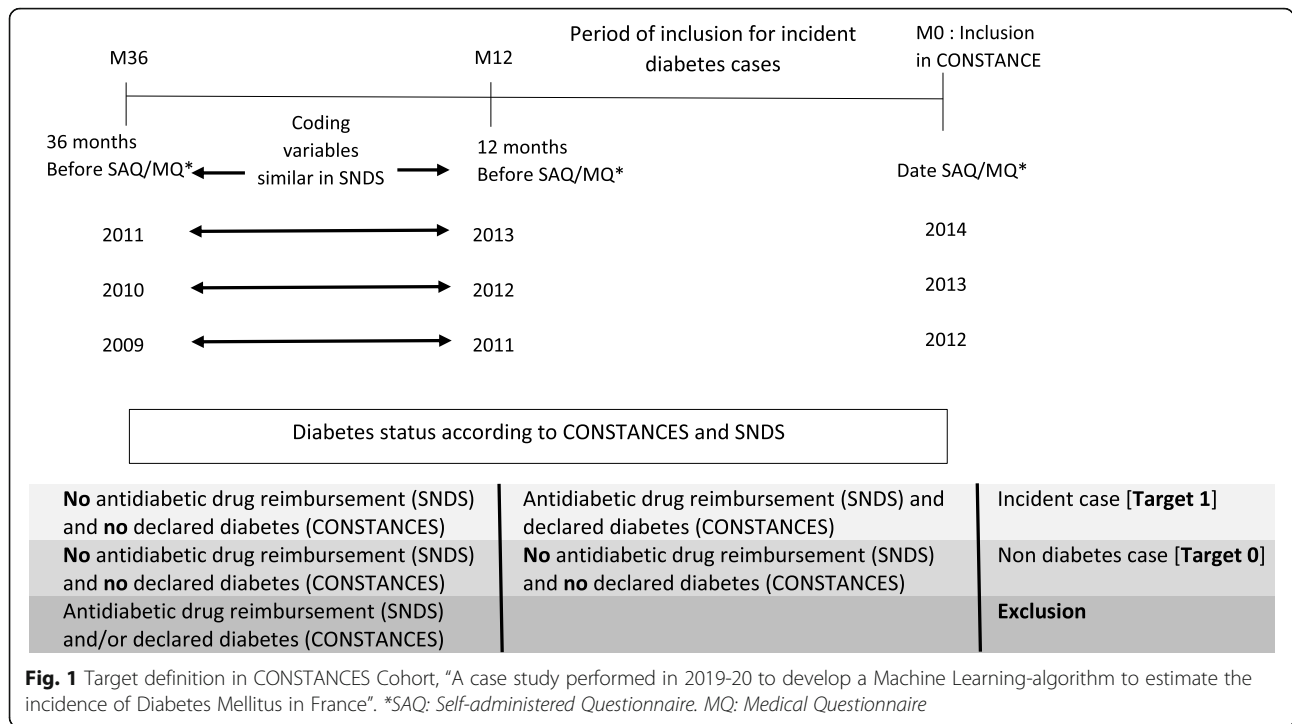 Period of inclusion for incident
diabetes cases
M0 : Inclusion
in CONSTANCE
M36
M12
Coding
variables
similar in SNDS
36 months
Before SAQ/MQ*
12 months
Before SAQ/MQ*
Date SAQ/MQ*
2011
2013
2014
2010
2012
2013
2009
2011
2012
Diabetes status according to CONSTANCES and SNDS
No antidiabetic drug reimbursement (SNDS)
and no declared diabetes (CONSTANCES)
Antidiabetic drug reimbursement (SNDS) and
declared diabetes (CONSTANCES)
Incident case [Target 1]
No antidiabetic drug reimbursement (SNDS)
and no declared diabetes (CONSTANCES)
No antidiabetic drug reimbursement (SNDS)
and no declared diabetes (CONSTANCES)
Non diabetes case [Target 0]
Antidiabetic drug reimbursement (SNDS)
and/or declared diabetes (CONSTANCES)
Exclusion
Fig. 1 Target definition in CONSTANCES Cohort, “A case study performed in 2019-20 to develop a Machine Learning-algorithm to estimate the
incidence of Diabetes Mellitus in France”. *SAQ: Self-administered Questionnaire. MQ: Medical Questionnaire